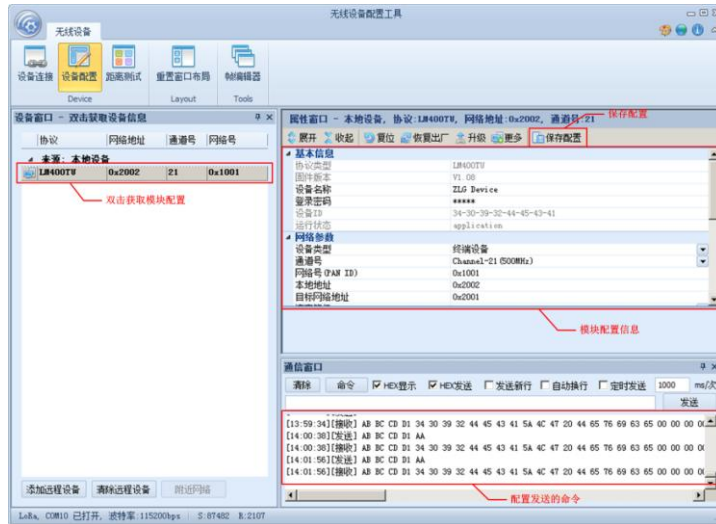 无线设备配置工具
无线设备
设备连接 设备配置 距离测试 重置窗口布局 帧编辑器
Device Layout Tools
设备窗口 - 双击获取设备信息
协议 网络地址 通道号 网络号
来源: 本地设备
LM400TU 0x2002 21 0x1001
双击获取模块配置
添加远程设备 清除远程设备 附近网络
属性窗口 - 本地设备, 协议:LM400TU, 网络地址:0x2002, 通道号:21
保存配置
展开 收起 复位 恢复出厂 升级 更多 保存配置
基本信息
协议类型 LM400TU
固件版本 V1.08
设备名称 ZLG Device
登录密码 *****
设备ID 34-30-39-32-44-45-43-41
运行状态 application
网络参数
设备类型 终端设备
通道号 Channel-21(500MHz)
网络号(PAN ID) 0x1001
本地地址 0x2002
目标网络地址 0x2001
模块配置信息
通信窗口
清除 命令 HEX显示 HEX发送 发送新行 自动换行 定时发送 1000 ms/次
发送
[13:59:34][接收] AB BC CD D1 34 30 39 32 44 45 43 41 5A 4C 47 20 44 65 76 69 63 65 00 00 00
[14:00:38][发送] AB BC CD D1 AA
[14:00:38][接收] AB BC CD D1 34 30 39 32 44 45 43 41 5A 4C 47 20 44 65 76 69 63 65 00 00 00
[14:01:56][发送] AB BC CD D1 AA
[14:01:56][接收] AB BC CD D1 34 30 39 32 44 45 43 41 5A 4C 47 20 44 65 76 69 63 65 00 00 00
配置发送的命令
LoRa, COM10 已打开, 波特率:115200bps S:87482 R:2107